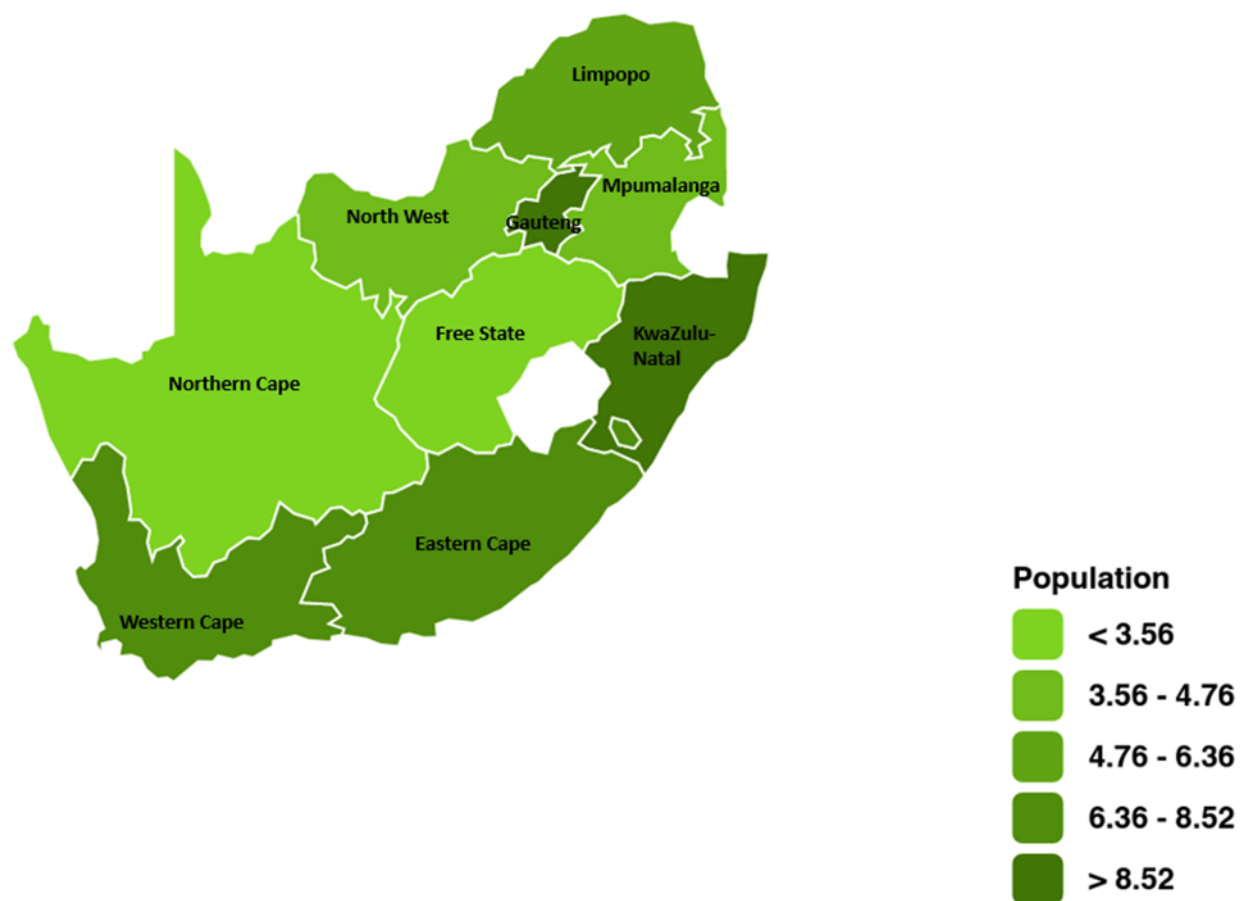 Limpopo
Mpumalanga
North West
Gauteng
Free State
KwaZulu-
Natal
Northern Cape
Eastern Cape
Western Cape
Population
< 3.56
3.56 - 4.76
4.76 - 6.36
6.36 - 8.52
> 8.52